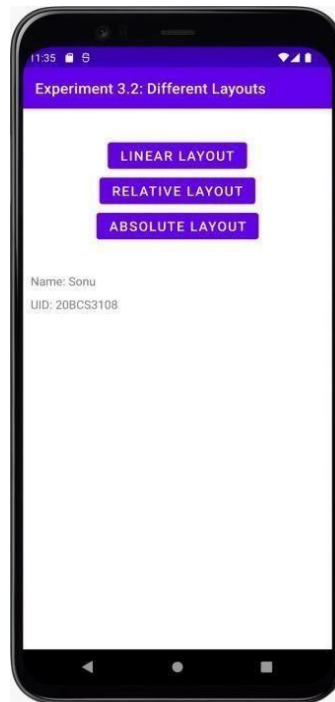 11:35
Experiment 3.2: Different Layouts
LINEAR LAYOUT
RELATIVE LAYOUT
ABSOLUTE LAYOUT
Name: Sonu
UID: 20BCS3108